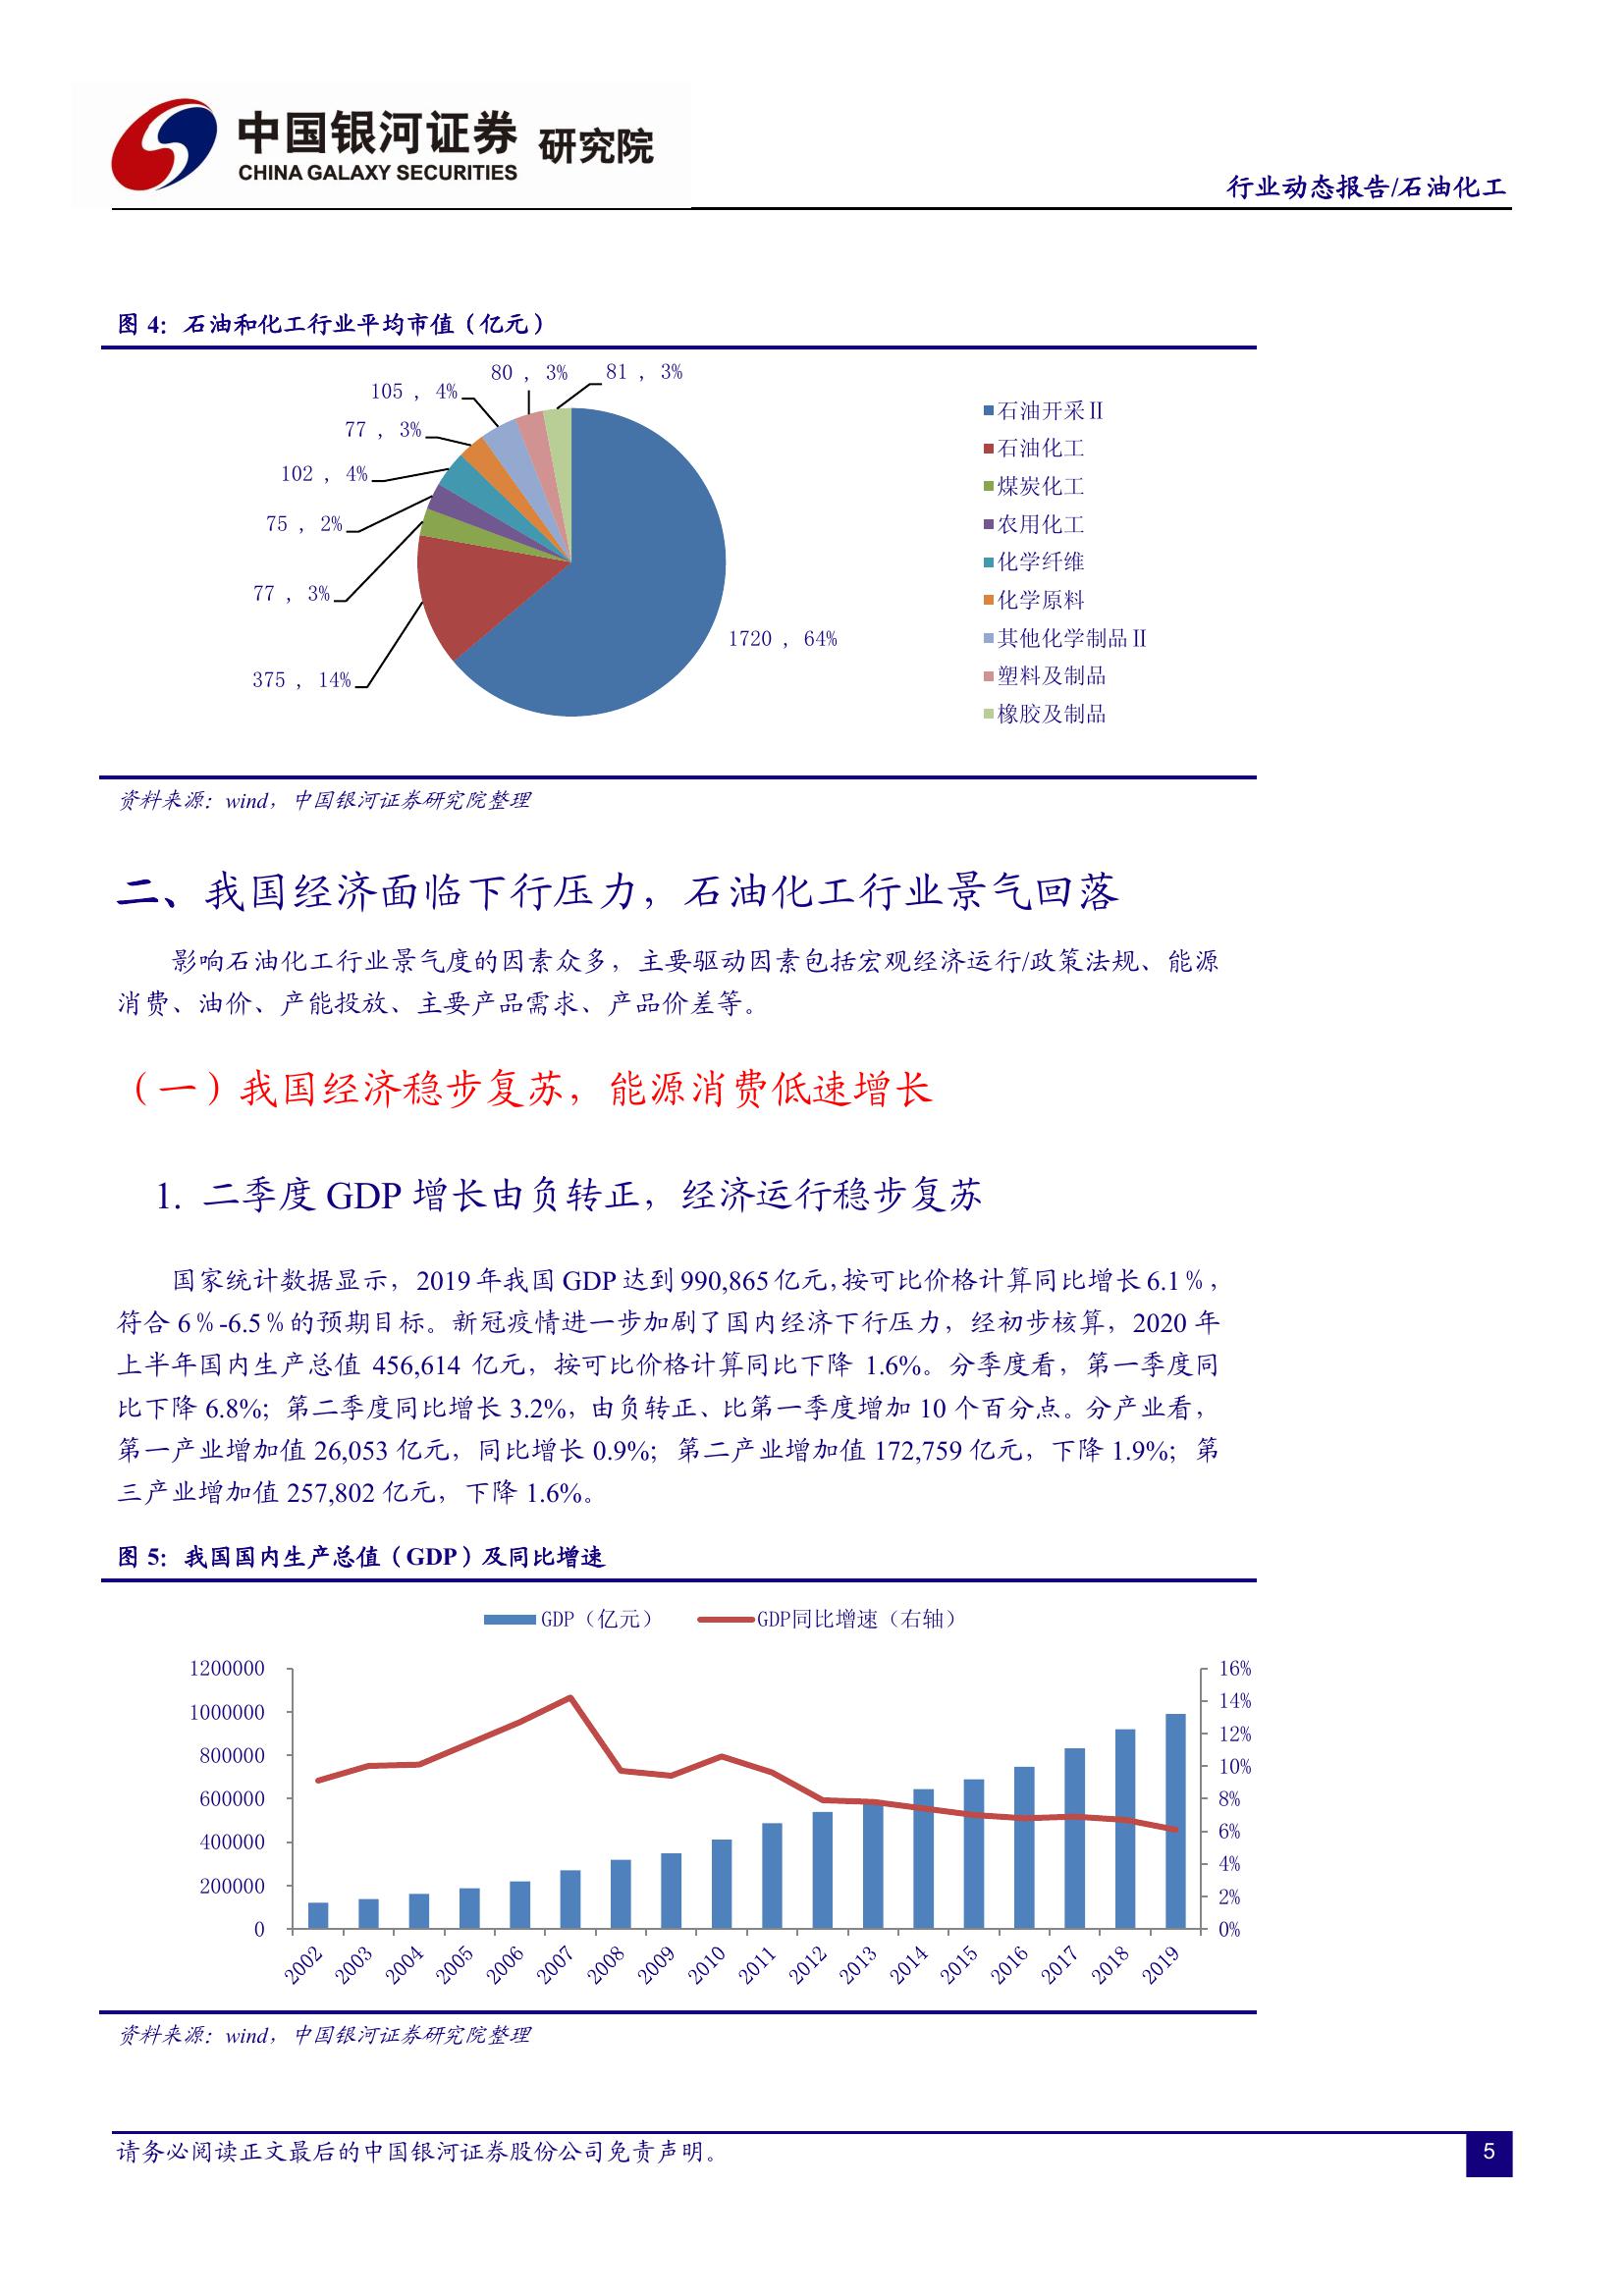 中国银河证券 研究院
CHINA GALAXY SECURITIES
行业动态报告/石油化工
图 4：石油和化工行业平均市值（亿元）
80 , 3%
81 , 3%
105 , 4%
77 , 3%
102 , 4%
75 , 2%
77 , 3%
375 , 14%
1720 , 64%
石油开采Ⅱ
石油化工
煤炭化工
农用化工
化学纤维
化学原料
其他化学制品Ⅱ
塑料及制品
橡胶及制品
资料来源：wind，中国银河证券研究院整理
二、我国经济面临下行压力，石油化工行业景气回落
影响石油化工行业景气度的因素众多，主要驱动因素包括宏观经济运行/政策法规、能源
消费、油价、产能投放、主要产品需求、产品价差等。
（一）我国经济稳步复苏，能源消费低速增长
1. 二季度 GDP 增长由负转正，经济运行稳步复苏
国家统计数据显示，2019 年我国 GDP 达到 990,865 亿元，按可比价格计算同比增长 6.1％，
符合 6％-6.5％的预期目标。新冠疫情进一步加剧了国内经济下行压力，经初步核算，2020 年
上半年国内生产总值 456,614 亿元，按可比价格计算同比下降 1.6%。分季度看，第一季度同
比下降 6.8%；第二季度同比增长 3.2%，由负转正、比第一季度增加 10 个百分点。分产业看，
第一产业增加值 26,053 亿元，同比增长 0.9%；第二产业增加值 172,759 亿元，下降 1.9%；第
三产业增加值 257,802 亿元，下降 1.6%。
图 5：我国国内生产总值（GDP）及同比增速
GDP（亿元） GDP同比增速（右轴）
1200000
1000000
800000
600000
400000
200000
0
16%
14%
12%
10%
8%
6%
4%
2%
0%
2002 2003 2004 2005 2006 2007 2008 2009 2010 2011 2012 2013 2014 2015 2016 2017 2018 2019
资料来源：wind，中国银河证券研究院整理
请务必阅读正文最后的中国银河证券股份公司免责声明。
5